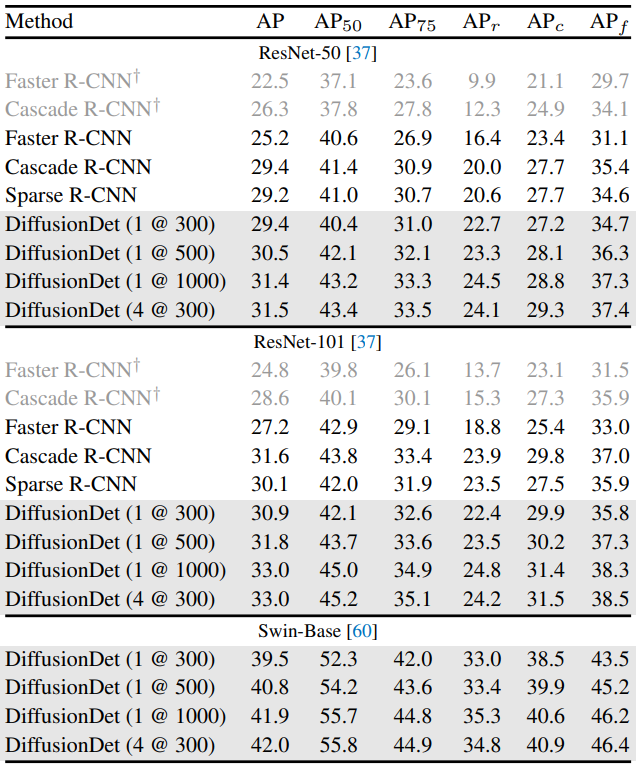 Method AP AP50 AP75 APr APc APf
ResNet-50 [37]
Faster R-CNN† 22.5 37.1 23.6 9.9 21.1 29.7
Cascade R-CNN† 26.3 37.8 27.8 12.3 24.9 34.1
Faster R-CNN 25.2 40.6 26.9 16.4 23.4 31.1
Cascade R-CNN 29.4 41.4 30.9 20.0 27.7 35.4
Sparse R-CNN 29.2 41.0 30.7 20.6 27.7 34.6
DiffusionDet (1 @ 300) 29.4 40.4 31.0 22.7 27.2 34.7
DiffusionDet (1 @ 500) 30.5 42.1 32.1 23.3 28.1 36.3
DiffusionDet (1 @ 1000) 31.4 43.2 33.3 24.5 28.8 37.3
DiffusionDet (4 @ 300) 31.5 43.4 33.5 24.1 29.3 37.4
ResNet-101 [37]
Faster R-CNN† 24.8 39.8 26.1 13.7 23.1 31.5
Cascade R-CNN† 28.6 40.1 30.1 15.3 27.3 35.9
Faster R-CNN 27.2 42.9 29.1 18.8 25.4 33.0
Cascade R-CNN 31.6 43.8 33.4 23.9 29.8 37.0
Sparse R-CNN 30.1 42.0 31.9 23.5 27.5 35.9
DiffusionDet (1 @ 300) 30.9 42.1 32.6 22.4 29.9 35.8
DiffusionDet (1 @ 500) 31.8 43.7 33.6 23.5 30.2 37.3
DiffusionDet (1 @ 1000) 33.0 45.0 34.9 24.8 31.4 38.3
DiffusionDet (4 @ 300) 33.0 45.2 35.1 24.2 31.5 38.5
Swin-Base [60]
DiffusionDet (1 @ 300) 39.5 52.3 42.0 33.0 38.5 43.5
DiffusionDet (1 @ 500) 40.8 54.2 43.6 33.4 39.9 45.2
DiffusionDet (1 @ 1000) 41.9 55.7 44.8 35.3 40.6 46.2
DiffusionDet (4 @ 300) 42.0 55.8 44.9 34.8 40.9 46.4